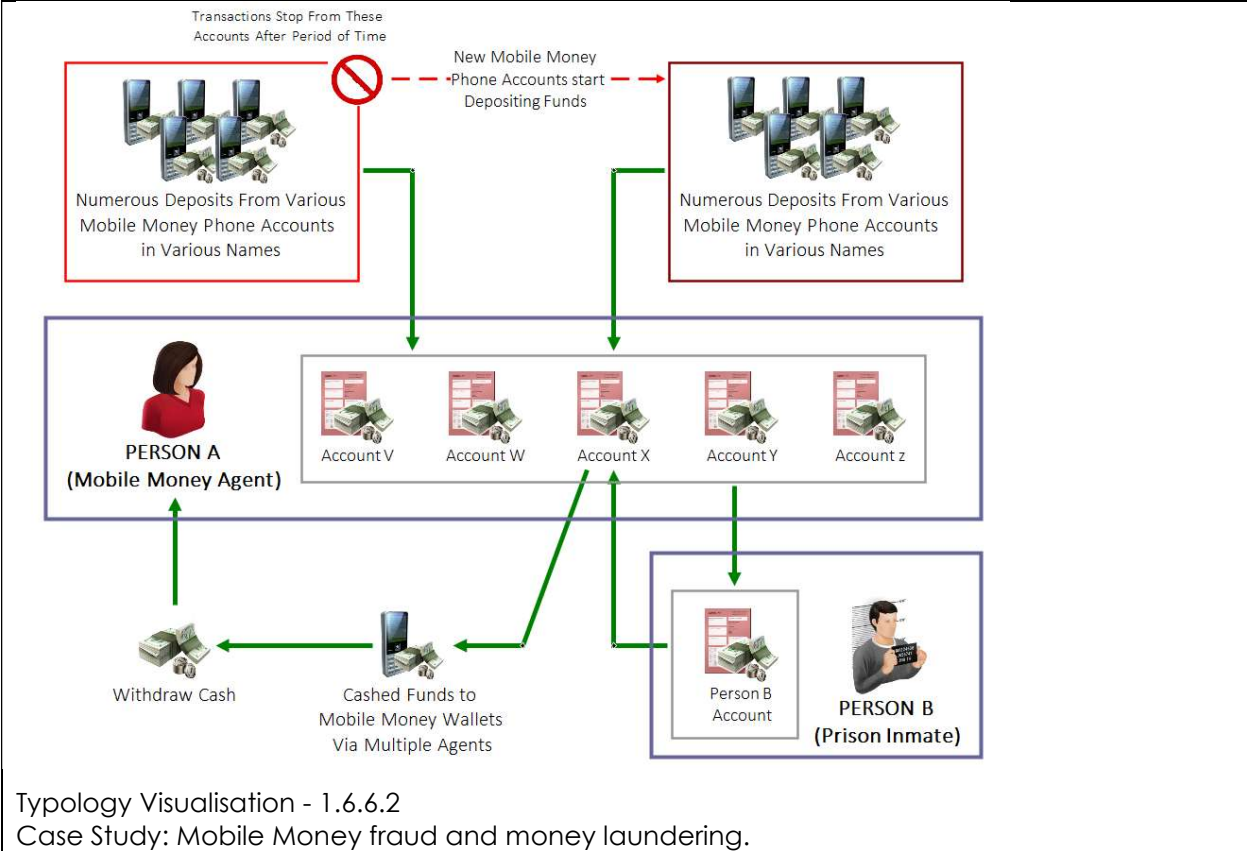 Transactions Stop From These
Accounts After Period of Time
New Mobile Money
Phone Accounts start
Depositing Funds
Numerous Deposits From Various
Mobile Money Phone Accounts
in Various Names
Numerous Deposits From Various
Mobile Money Phone Accounts
in Various Names
PERSON A
(Mobile Money Agent)
Account V
Account W
Account X
Account Y
Account z
Withdraw Cash
Cashed Funds to
Mobile Money Wallets
Via Multiple Agents
Person B
Account
PERSON B
(Prison Inmate)
Typology Visualisation - 1.6.6.2
Case Study: Mobile Money fraud and money laundering.